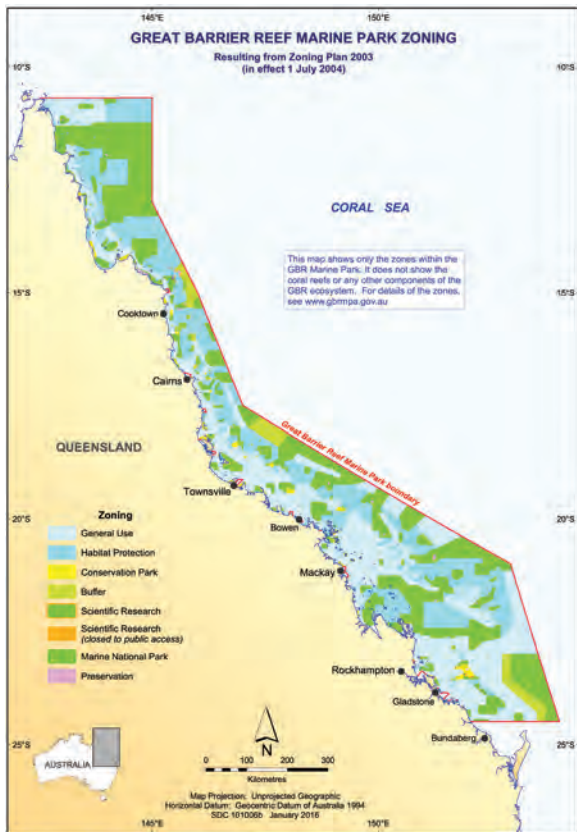 145°E 150°E
GREAT BARRIER REEF MARINE PARK ZONING
Resulting from Zoning Plan 2003
(in effect 1 July 2004)
10°S 10°S
CORAL SEA
This map shows only the zones within the
GBR Marine Park. It does not show the
coral reefs or any other components of the
GBR ecosystem. For details of the zones,
see www.gbrmpa.gov.au
15°S 15°S
Cooktown
Cairns
Great Barrier Reef Marine Park boundary
QUEENSLAND
Townsville
Zoning
20°S 20°S
Bowen
General Use
Habitat Protection
Conservation Park
Mackay
Buffer
Scientific Research
Scientific Research
(closed to public access)
Marine National Park
Preservation
Rockhampton
Gladstone
Bundaberg
N
25°S 25°S
AUSTRALIA
0 100 200 300
Kilometres
Map Projection: Unprojected Geographic
Horizontal Datum: Geocentric Datum of Australia 1994
SDC 101006b January 2016
145°E 150°E